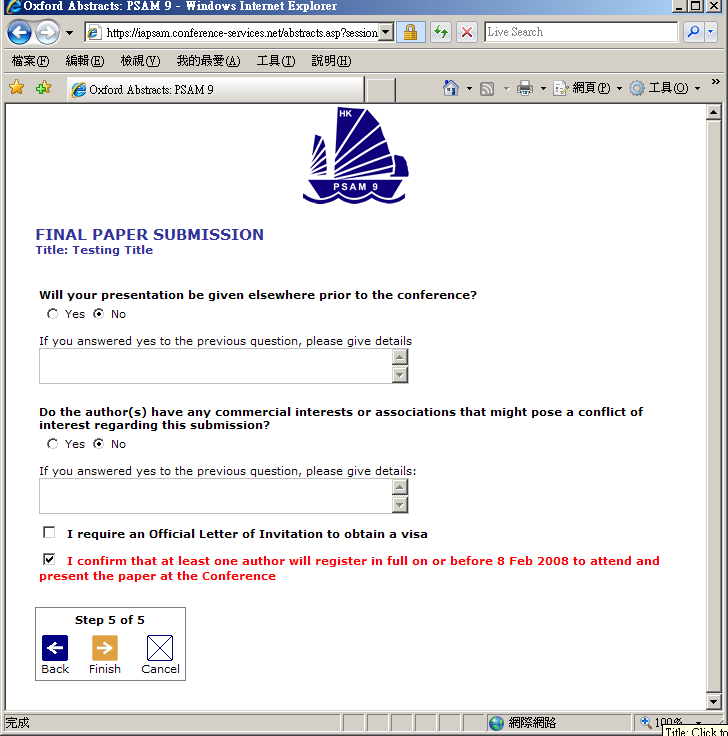 Oxford Abstracts: PSAM 9 - Windows Internet Explorer
https://iapsam.conference-services.net/abstracts.asp?session
Live Search
檔案(F) 編輯(E) 檢視(V) 我的最愛(A) 工具(T) 說明(H)
Oxford Abstracts: PSAM 9
網頁(P) 工具(O) »
HK
PSAM 9
FINAL PAPER SUBMISSION
Title: Testing Title
Will your presentation be given elsewhere prior to the conference?
Yes No
If you answered yes to the previous question, please give details
Do the author(s) have any commercial interests or associations that might pose a conflict of
interest regarding this submission?
Yes No
If you answered yes to the previous question, please give details:
I require an Official Letter of Invitation to obtain a visa
I confirm that at least one author will register in full on or before 8 Feb 2008 to attend and
present the paper at the Conference
Step 5 of 5
Back Finish Cancel
完成 網際網路 100%
Title: Click to